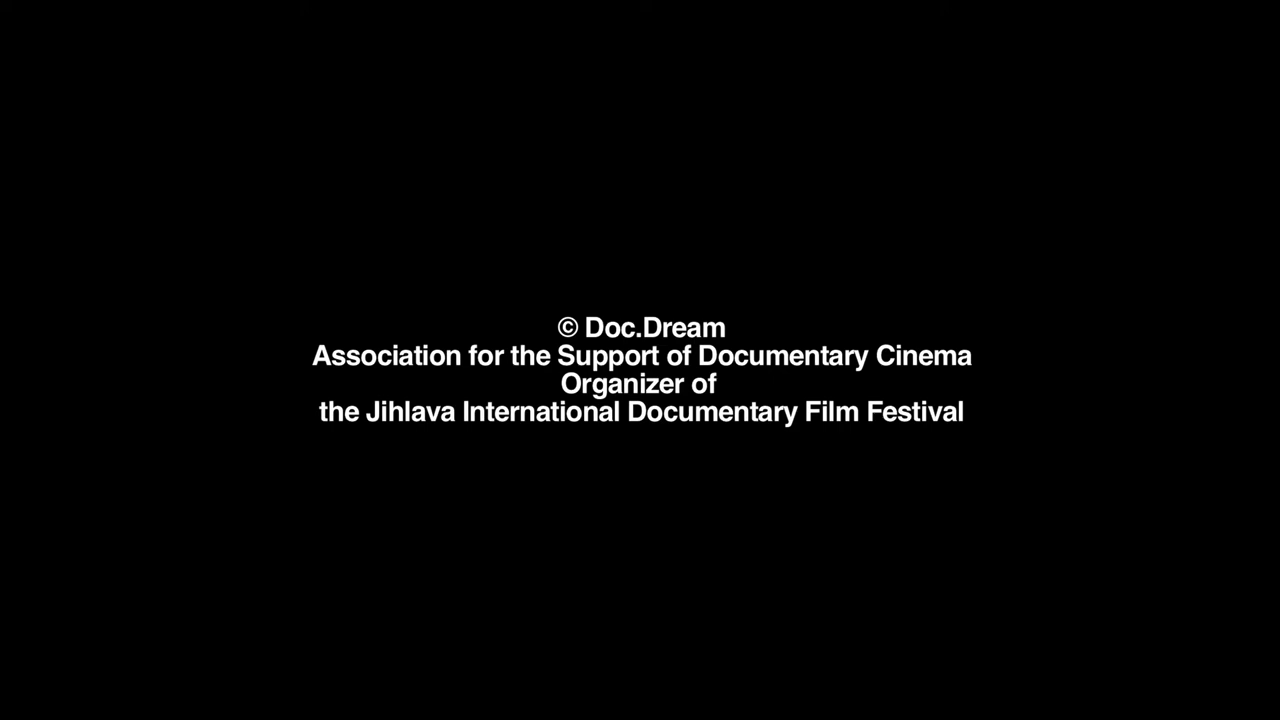 © Doc.Dream
Association for the Support of Documentary Cinema
Organizer of
the Jihlava International Documentary Film Festival